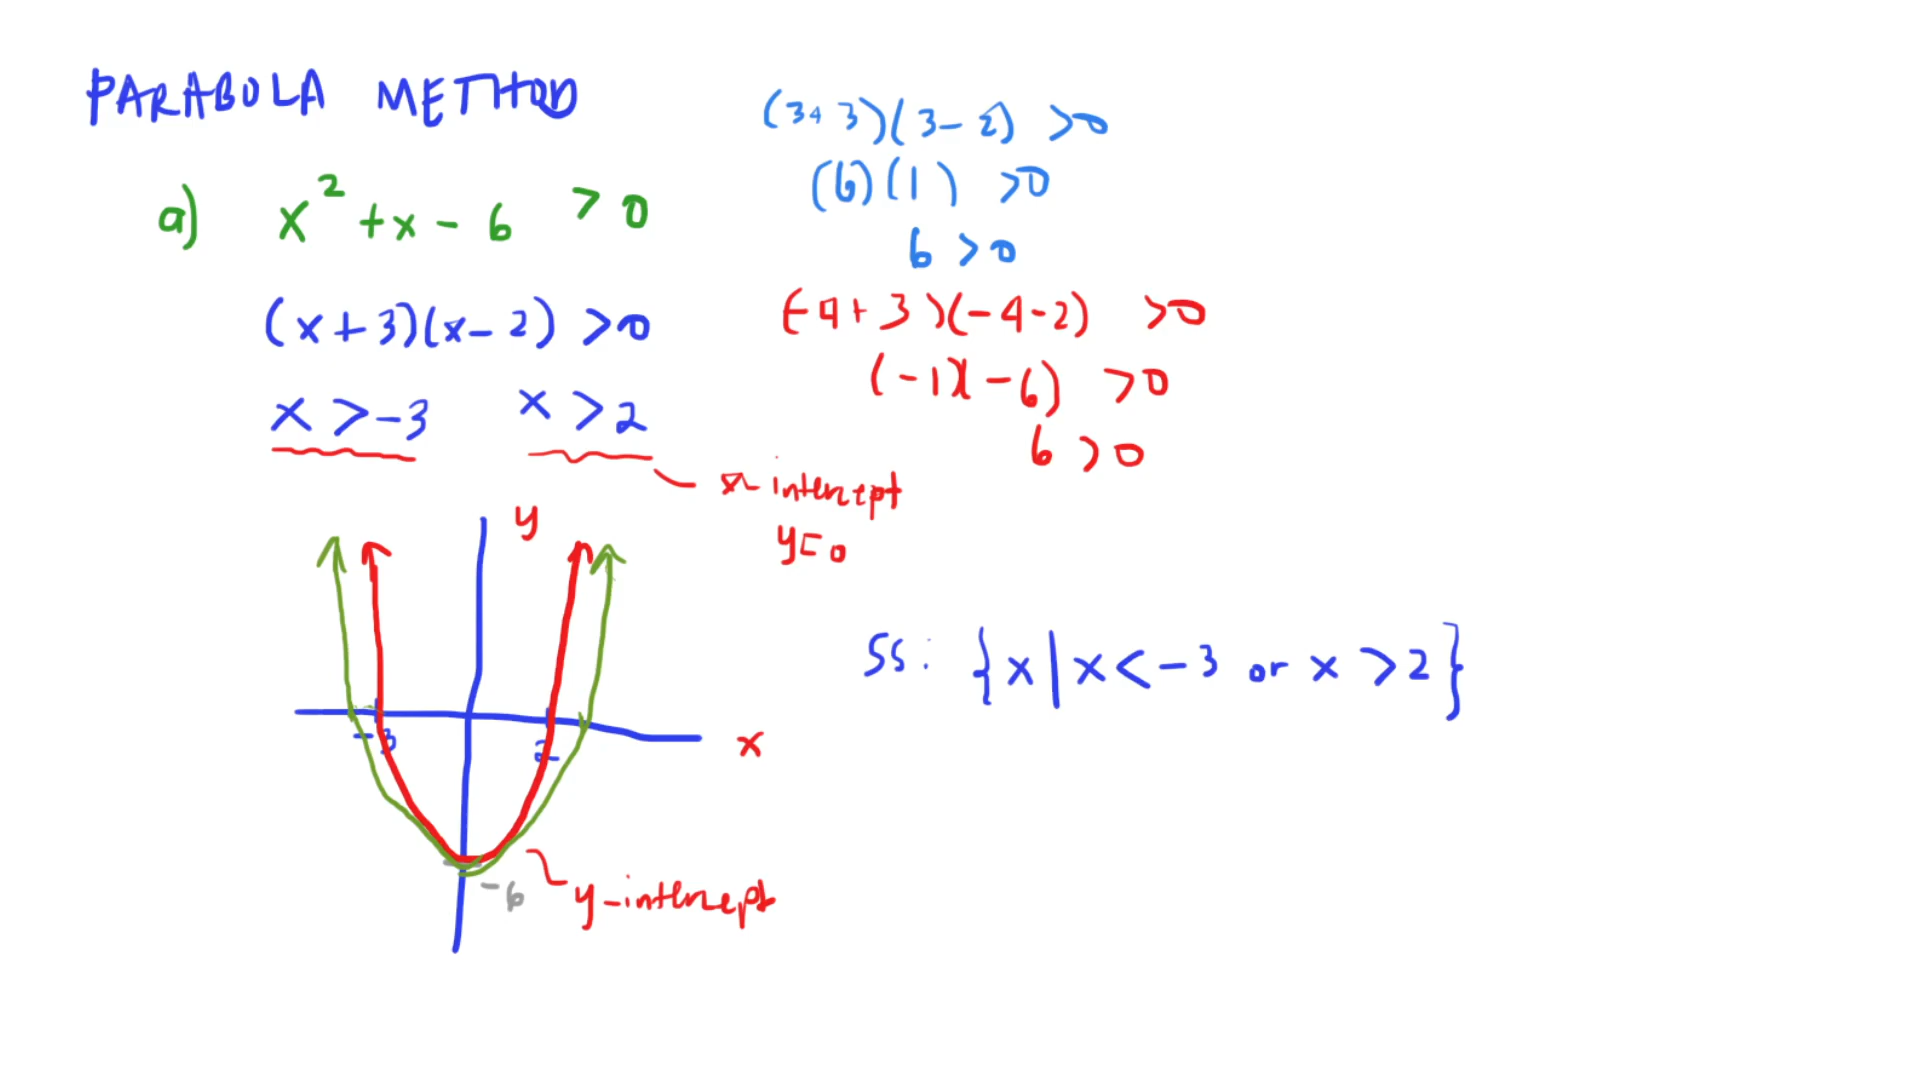 PARABOLA METHOD
a) x² + x - 6 > 0
(x + 3)(x - 2) > 0
x > -3 x > 2
x-intercept
y = 0
(3 + 3)(3 - 2) > 0
(6)(1) > 0
6 > 0
(-4 + 3)(-4 - 2) > 0
(-1)(-6) > 0
6 > 0
y
-3 2 x
-6 y-intercept
SS: {x | x < -3 or x > 2}